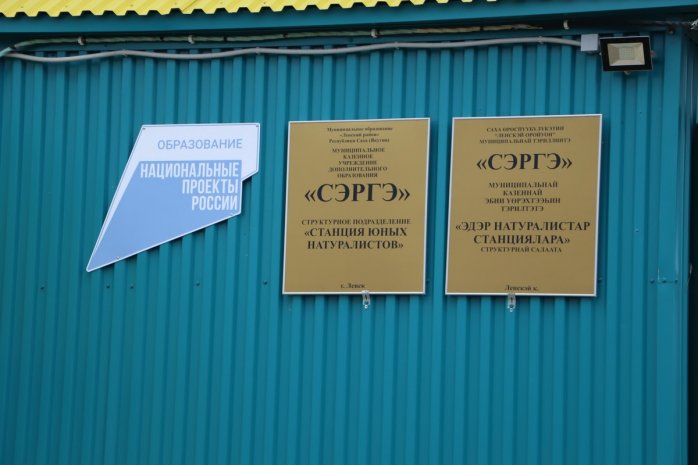 ОБРАЗОВАНИЕ
НАЦИОНАЛЬНЫЕ
ПРОЕКТЫ
РОССИИ
Муниципальное образование
«Ленский район»
Республики Саха (Якутия)
МУНИЦИПАЛЬНОЕ
КАЗЕННОЕ
УЧРЕЖДЕНИЕ
ДОПОЛНИТЕЛЬНОГО
ОБРАЗОВАНИЯ
«СЭРГЭ»
СТРУКТУРНОЕ ПОДРАЗДЕЛЕНИЕ
«СТАНЦИЯ ЮНЫХ
НАТУРАЛИСТОВ»
г. Ленск
САХА ӨРӨСПҮҮБҮЛҮКЭТИН
"ЛЕНСКЭЙ ОРОЙУОН"
МУНИЦИПАЛЬНАЙ ТЭРИЛЛИИТЭ
«СЭРГЭ»
МУНИЦИПАЛЬНАЙ
КАЗЕННАЙ
ЭБИИ ҮӨРЭХТЭЭҺИН
ТЭРИЛТЭТЭ
«ЭДЭР НАТУРАЛИСТАР
СТАНЦИЯЛАРА»
СТРУКТУРНАЙ САЛААТА
Ленскэй к.